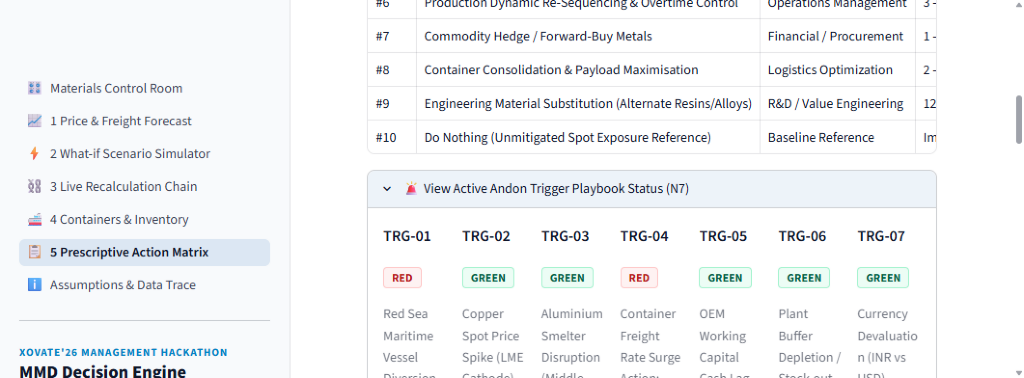 Materials Control Room
1 Price & Freight Forecast
2 What-if Scenario Simulator
3 Live Recalculation Chain
4 Containers & Inventory
5 Prescriptive Action Matrix
Assumptions & Data Trace
XOVATE'26 MANAGEMENT HACKATHON
MMD Decision Engine
#6 Production Dynamic Re-Sequencing & Overtime Control Operations Management 3 -
#7 Commodity Hedge / Forward-Buy Metals Financial / Procurement 1 -
#8 Container Consolidation & Payload Maximisation Logistics Optimization 2 -
#9 Engineering Material Substitution (Alternate Resins/Alloys) R&D / Value Engineering 12
#10 Do Nothing (Unmitigated Spot Exposure Reference) Baseline Reference Im
View Active Andon Trigger Playbook Status (N7)
TRG-01 TRG-02 TRG-03 TRG-04 TRG-05 TRG-06 TRG-07
RED GREEN GREEN RED GREEN GREEN GREEN
Red Sea Copper Aluminium Container OEM Plant Currency
Maritime Spot Price Smelter Freight Working Buffer Devaluatio
Vessel Spike (LME Disruption Rate Surge Capital Depletion / n (INR vs
Diversion Cathode) (Middle Action: Cash Lag Stock-out USD)